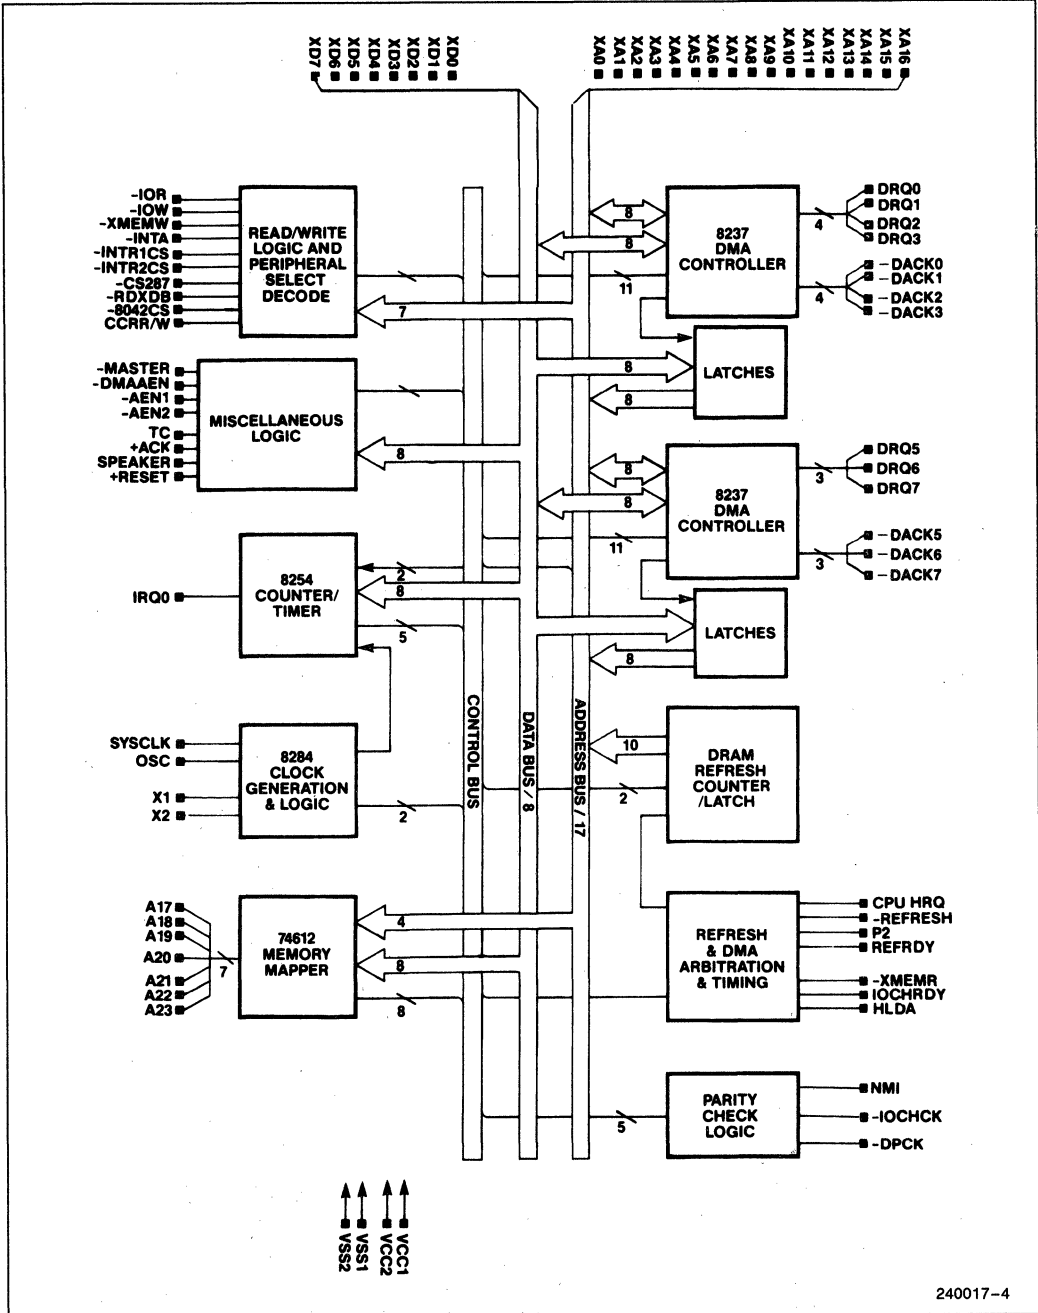 XD7
XD6
XD5
XD4
XD3
XD2
XD1
XD0
XA0
XA1
XA2
XA3
XA4
XA5
XA6
XA7
XA8
XA9
XA10
XA11
XA12
XA13
XA14
XA15
XA16
-IOR
-IOW
-XMEMW
-INTA
-INTR1CS
-INTR2CS
-CS287
-RDXDB
-8042CS
CCRR/W
READ/WRITE
LOGIC AND
PERIPHERAL
SELECT
DECODE
7
8
8
11
8237
DMA
CONTROLLER
4
DRQ0
DRQ1
DRQ2
DRQ3
4
-DACK0
-DACK1
-DACK2
-DACK3
-MASTER
-DMAAEN
-AEN1
-AEN2
TC
+ACK
SPEAKER
+RESET
MISCELLANEOUS
LOGIC
8
8
8
LATCHES
8
8
11
8237
DMA
CONTROLLER
3
DRQ5
DRQ6
DRQ7
3
-DACK5
-DACK6
-DACK7
IRQ0
8254
COUNTER/
TIMER
2
8
5
8
LATCHES
SYSCLK
OSC
X1
X2
8284
CLOCK
GENERATION
& LOGIC
2
CONTROL BUS
DATA BUS / 8
ADDRESS BUS / 17
10
2
DRAM
REFRESH
COUNTER
/LATCH
A17
A18
A19
A20
A21
A22
A23
7
74612
MEMORY
MAPPER
4
8
8
REFRESH
& DMA
ARBITRATION
& TIMING
CPU HRQ
-REFRESH
P2
REFRDY
-XMEMR
IOCHRDY
HLDA
5
PARITY
CHECK
LOGIC
NMI
-IOCHCK
-DPCK
VSS2
VSS1
VCC2
VCC1
240017-4